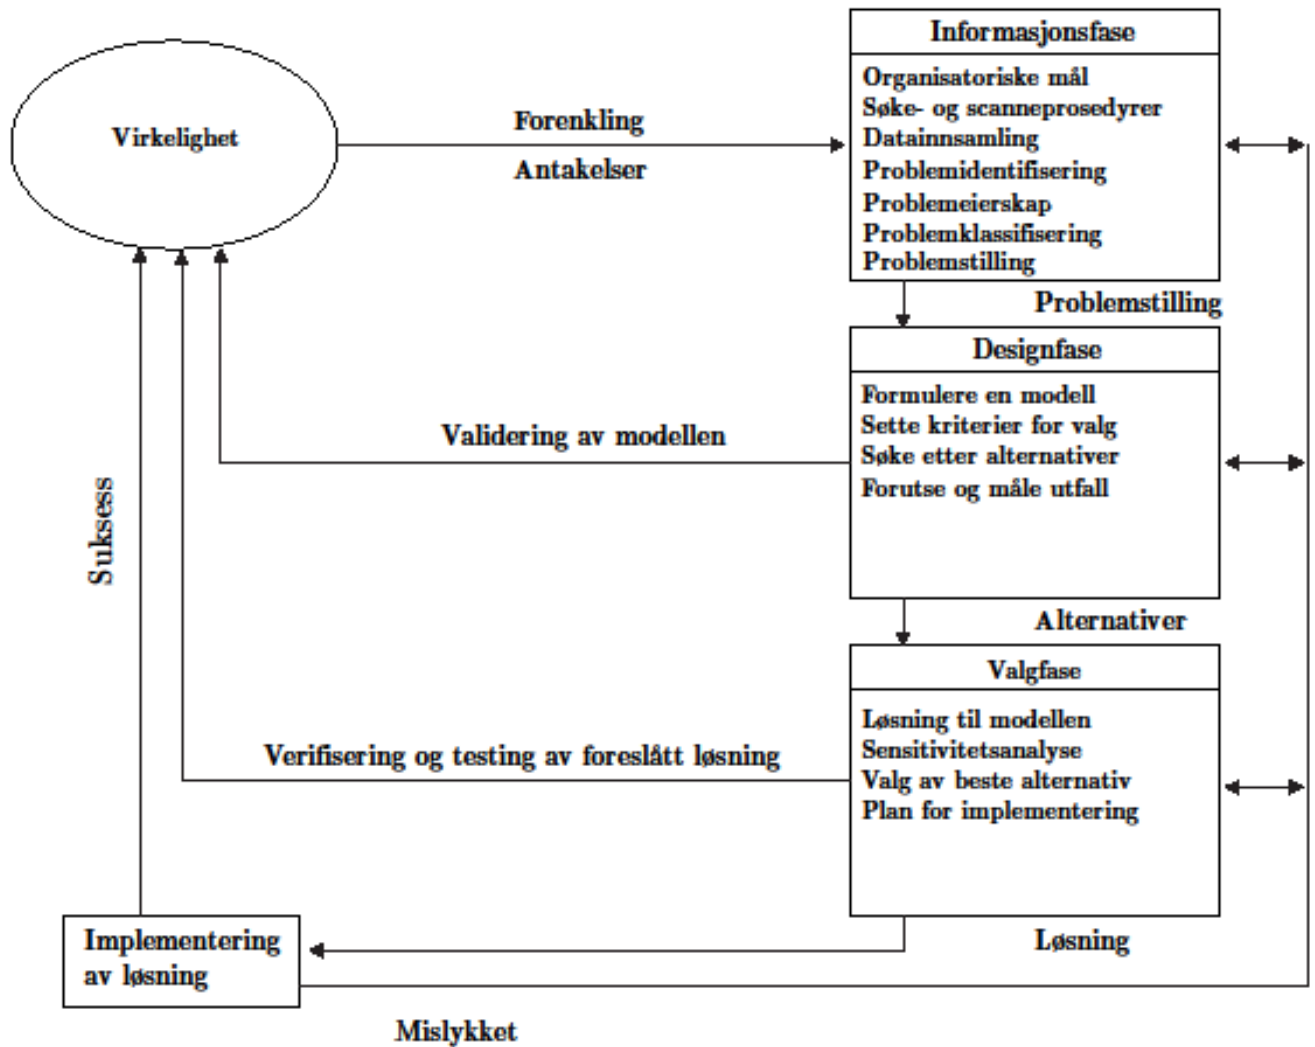 Informasjonsfase
Organisatoriske mål
Søke- og scanneprosedyrer
Datainnsamling
Problemidentifisering
Problemeierskap
Problemklassifisering
Problemstilling
Virkelighet
Forenkling
Antakelser
Problemstilling
Designfase
Formulere en modell
Sette kriterier for valg
Søke etter alternativer
Forutse og måle utfall
Validering av modellen
Suksess
Alternativer
Valgfase
Løsning til modellen
Sensitivitetsanalyse
Valg av beste alternativ
Plan for implementering
Verifisering og testing av foreslått løsning
Implementering
av løsning
Løsning
Mislykket